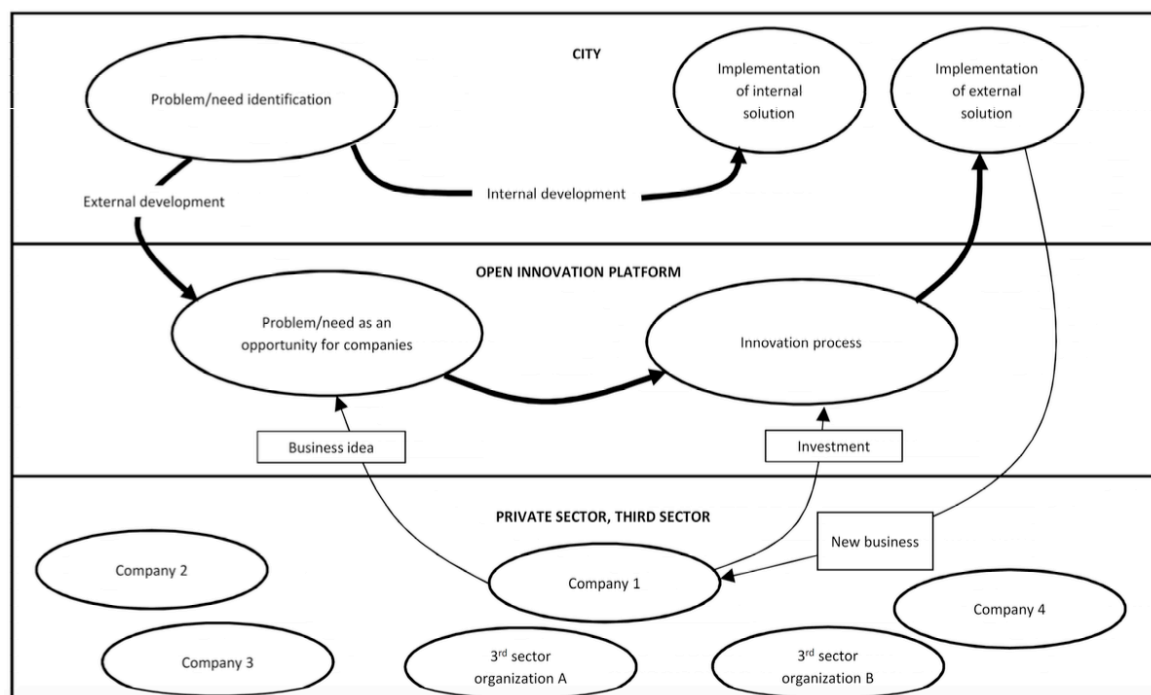 CITY
Problem/need identification
Implementation
of internal
solution
Implementation
of external
solution
External development
Internal development
OPEN INNOVATION PLATFORM
Problem/need as an
opportunity for companies
Innovation process
Business idea
Investment
PRIVATE SECTOR, THIRD SECTOR
New business
Company 2
Company 1
Company 4
Company 3
3rd sector
organization A
3rd sector
organization B